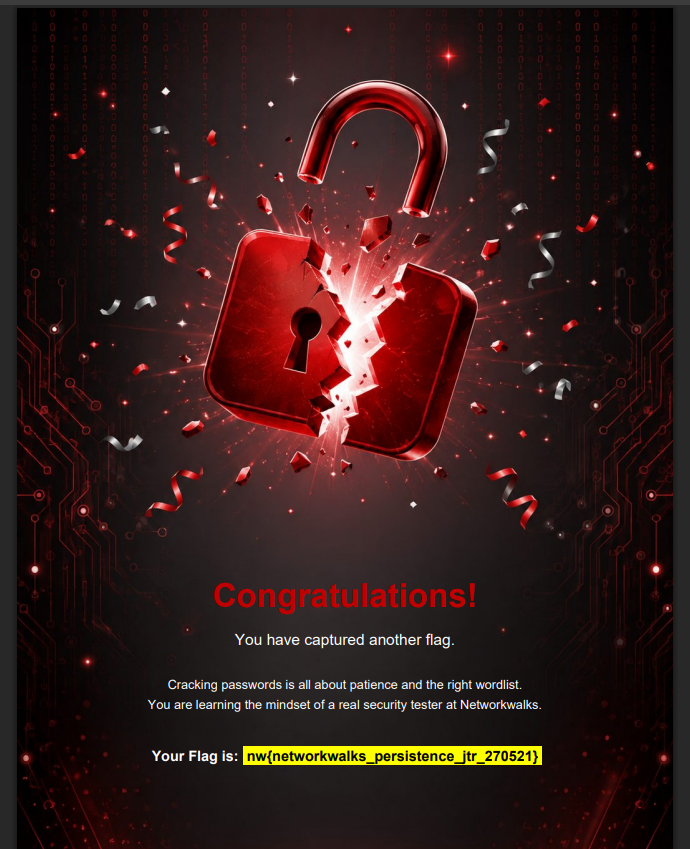 Congratulations!
You have captured another flag.
Cracking passwords is all about patience and the right wordlist.
You are learning the mindset of a real security tester at Networkwalks.
Your Flag is: nw{networkwalks_persistence_jtr_270521}